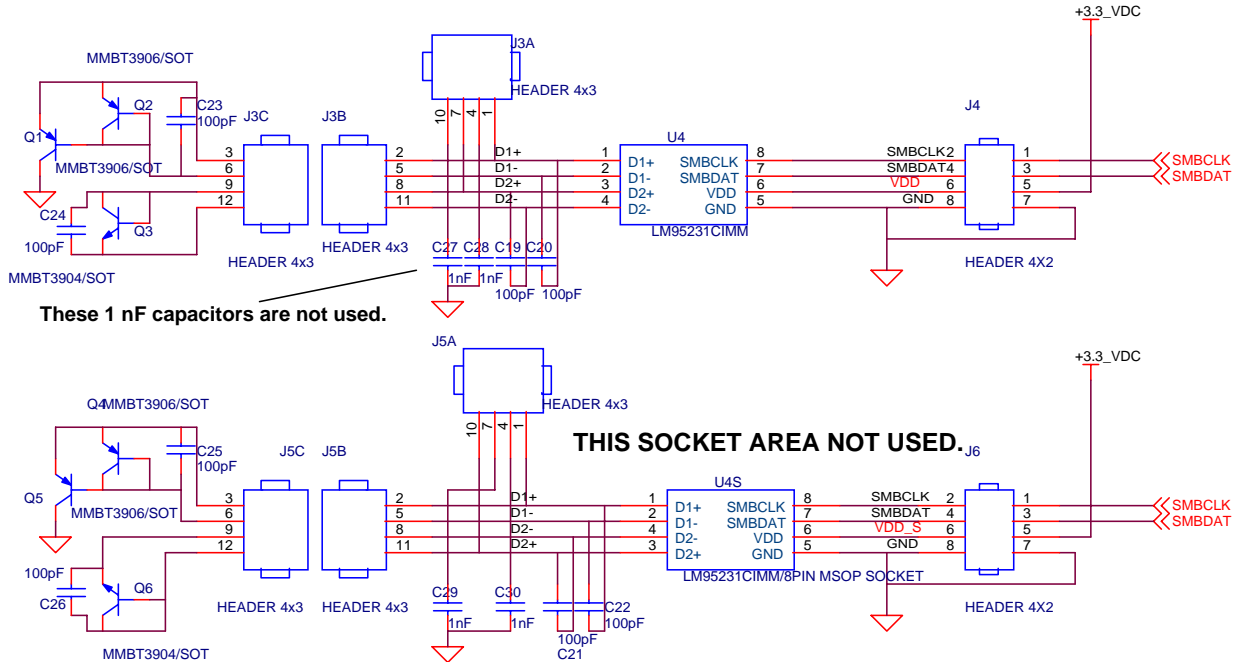 +3.3_VDC
MMBT3906/SOT
J3A
HEADER 4x3
10
7
4
1
Q2
C23
100pF
J3C
J3B
U4
J4
Q1
MMBT3906/SOT
3
6
9
12
2
5
8
11
D1+
D1-
D2+
D2-
1
2
3
4
D1+
D1-
D2+
D2-
SMBCLK
SMBDAT
VDD
GND
8
7
6
5
SMBCLK
SMBDAT
VDD
GND
2
4
6
8
1
3
5
7
SMBCLK
SMBDAT
C24
100pF
Q3
MMBT3904/SOT
HEADER 4x3
HEADER 4x3
LM95231CIMM
HEADER 4X2
C27
C28
C19
C20
1nF
1nF
100pF
100pF
These 1 nF capacitors are not used.
J5A
HEADER 4x3
10
7
4
1
+3.3_VDC
Q4
MMBT3906/SOT
THIS SOCKET AREA NOT USED.
C25
100pF
J5C
J5B
U4S
J6
Q5
MMBT3906/SOT
3
6
9
12
2
5
8
11
D1+
D1-
D2-
D2+
1
2
4
3
D1+
D1-
D2-
D2+
SMBCLK
SMBDAT
VDD
GND
8
7
6
5
SMBCLK
SMBDAT
VDD_S
GND
2
4
6
8
1
3
5
7
SMBCLK
SMBDAT
100pF
C26
Q6
MMBT3904/SOT
HEADER 4x3
HEADER 4x3
LM95231CIMM/8PIN MSOP SOCKET
HEADER 4X2
C29
C30
C22
1nF
1nF
100pF
100pF
C21